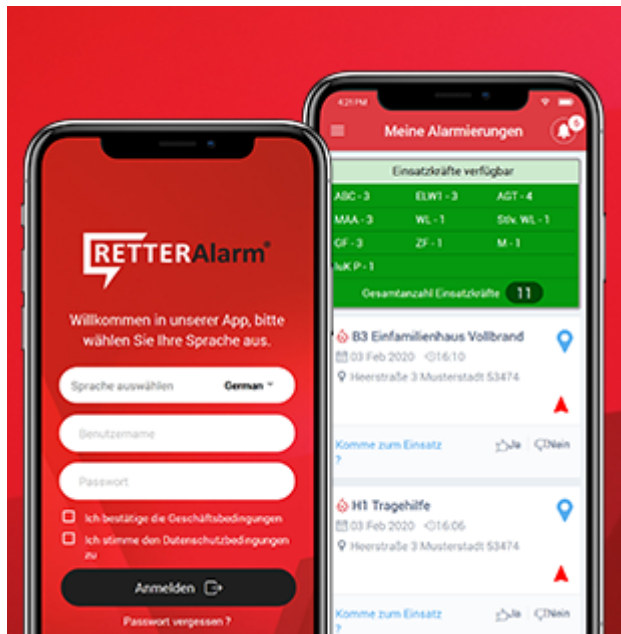 RETTERAlarm®
Willkommen in unserer App, bitte
wählen Sie Ihre Sprache aus.
Sprache auswählen German
Benutzername
Passwort
Ich bestätige die Geschäftsbedingungen
Ich stimme den Datenschutzbedingungen
zu
Anmelden
Passwort vergessen ?
4:21 PM
Meine Alarmierungen 6
Einsatzkräfte verfügbar
ABC - 3 ELW1 - 3 AGT - 4
MAA - 3 WL - 1 Stlv. WL - 1
GF - 3 ZF - 1 M - 1
IuK P - 1
Gesamtanzahl Einsatzkräfte 11
B3 Einfamilienhaus Vollbrand
03 Feb 2020 16:10
Heerstraße 3 Musterstadt 53474
Komme zum Einsatz
?
Ja Nein
H1 Tragehilfe
03 Feb 2020 16:06
Heerstraße 3 Musterstadt 53474
Komme zum Einsatz
?
Ja Nein